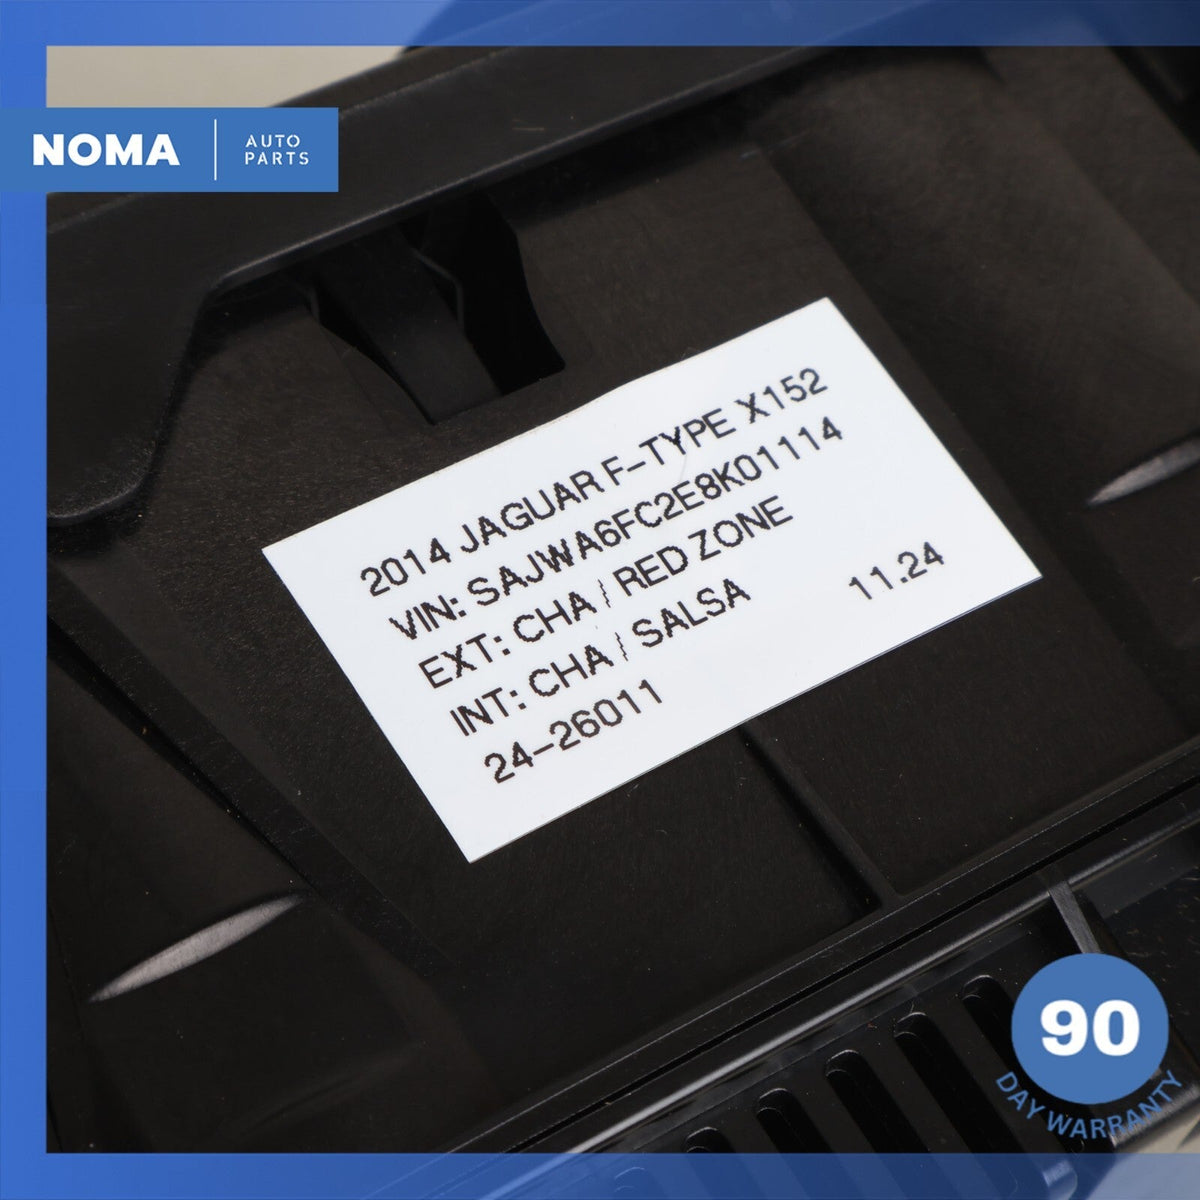 NOMA
AUTO
PARTS
2014 JAGUAR F-TYPE X152
VIN: SAJWA6FC2E8K01114
EXT: CHA / RED ZONE
INT: CHA / SALSA
24-26011
11.24
90
DAY WARRANTY